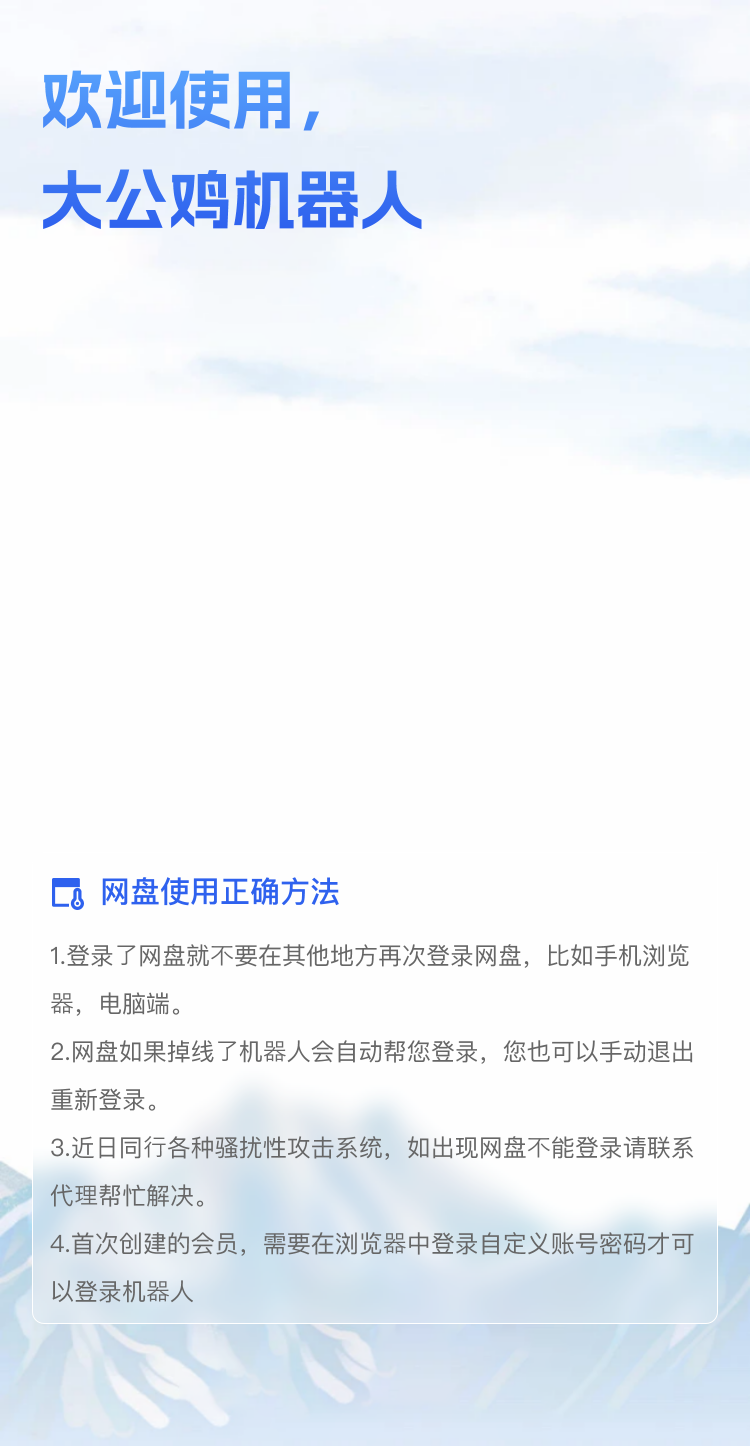 欢迎使用，
大公鸡机器人
网盘使用正确方法
1.登录了网盘就不要在其他地方再次登录网盘，比如手机浏览
器，电脑端。
2.网盘如果掉线了机器人会自动帮您登录，您也可以手动退出
重新登录。
3.近日同行各种骚扰性攻击系统，如出现网盘不能登录请联系
代理帮忙解决。
4.首次创建的会员，需要在浏览器中登录自定义账号密码才可
以登录机器人